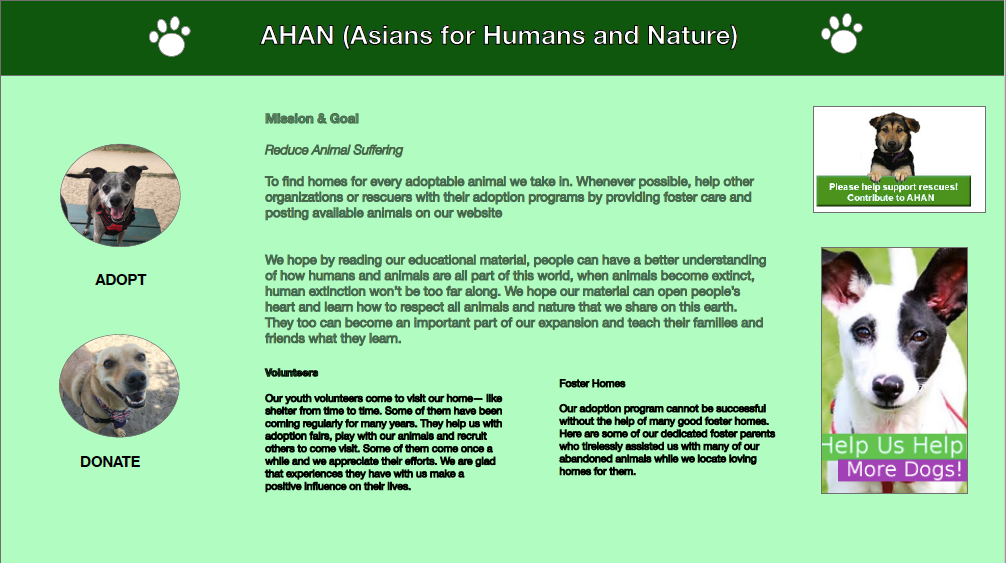 AHAN (Asians for Humans and Nature)
Mission & Goal
Reduce Animal Suffering
To find homes for every adoptable animal we take in. Whenever possible, help other
organizations or rescuers with their adoption programs by providing foster care and
posting available animals on our website
We hope by reading our educational material, people can have a better understanding
of how humans and animals are all part of this world, when animals become extinct,
human extinction won't be too far along. We hope our material can open people's
heart and learn how to respect all animals and nature that we share on this earth.
They too can become an important part of our expansion and teach their families and
friends what they learn.
ADOPT
DONATE
Volunteers
Our youth volunteers come to visit our home— like
shelter from time to time. Some of them have been
coming regularly for many years. They help us with
adoption fairs, play with our animals and recruit
others to come visit. Some of them come once a
while and we appreciate their efforts. We are glad
that experiences they have with us make a
positive influence on their lives.
Foster Homes
Our adoption program cannot be successful
without the help of many good foster homes.
Here are some of our dedicated foster parents
who tirelessly assisted us with many of our
abandoned animals while we locate loving
homes for them.
Please help support rescues!
Contribute to AHAN
Help Us Help
More Dogs!